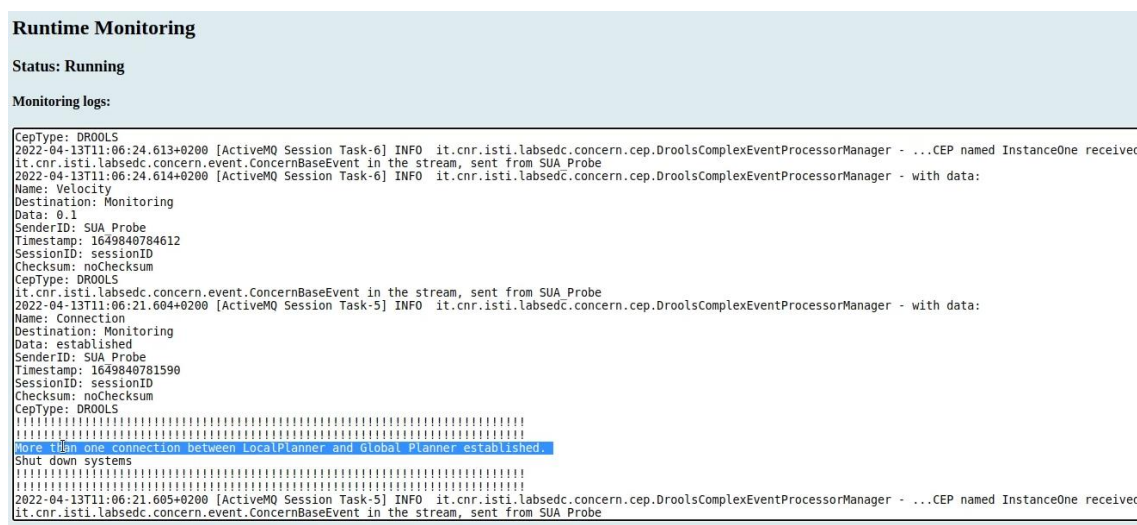 Runtime Monitoring
Status: Running
Monitoring logs:
CepType: DROOLS
2022-04-13T11:06:24.613+0200 [ActiveMQ Session Task-6] INFO  it.cnr.isti.labsedc.concern.cep.DroolsComplexEventProcessorManager - ...CEP named InstanceOne received
it.cnr.isti.labsedc.concern.event.ConcernBaseEvent in the stream, sent from SUA_Probe
2022-04-13T11:06:24.614+0200 [ActiveMQ Session Task-6] INFO  it.cnr.isti.labsedc.concern.cep.DroolsComplexEventProcessorManager - with data:
Name: Velocity
Destination: Monitoring
Data: 0.1
SenderID: SUA_Probe
Timestamp: 1649840784612
SessionID: sessionID
Checksum: noChecksum
CepType: DROOLS
it.cnr.isti.labsedc.concern.event.ConcernBaseEvent in the stream, sent from SUA_Probe
2022-04-13T11:06:21.604+0200 [ActiveMQ Session Task-5] INFO  it.cnr.isti.labsedc.concern.cep.DroolsComplexEventProcessorManager - with data:
Name: Connection
Destination: Monitoring
Data: established
SenderID: SUA_Probe
Timestamp: 1649840781590
SessionID: sessionID
Checksum: noChecksum
CepType: DROOLS
!!!!!!!!!!!!!!!!!!!!!!!!!!!!!!!!!!!!!!!!!!!!!!!!!!!!!!!!!!!!!!!!!!!!!!!!!!
!!!!!!!!!!!!!!!!!!!!!!!!!!!!!!!!!!!!!!!!!!!!!!!!!!!!!!!!!!!!!!!!!!!!!!!!!!
More than one connection between LocalPlanner and Global Planner established.
Shut down systems
!!!!!!!!!!!!!!!!!!!!!!!!!!!!!!!!!!!!!!!!!!!!!!!!!!!!!!!!!!!!!!!!!!!!!!!!!!
!!!!!!!!!!!!!!!!!!!!!!!!!!!!!!!!!!!!!!!!!!!!!!!!!!!!!!!!!!!!!!!!!!!!!!!!!!
2022-04-13T11:06:21.605+0200 [ActiveMQ Session Task-5] INFO  it.cnr.isti.labsedc.concern.cep.DroolsComplexEventProcessorManager - ...CEP named InstanceOne received
it.cnr.isti.labsedc.concern.event.ConcernBaseEvent in the stream, sent from SUA_Probe